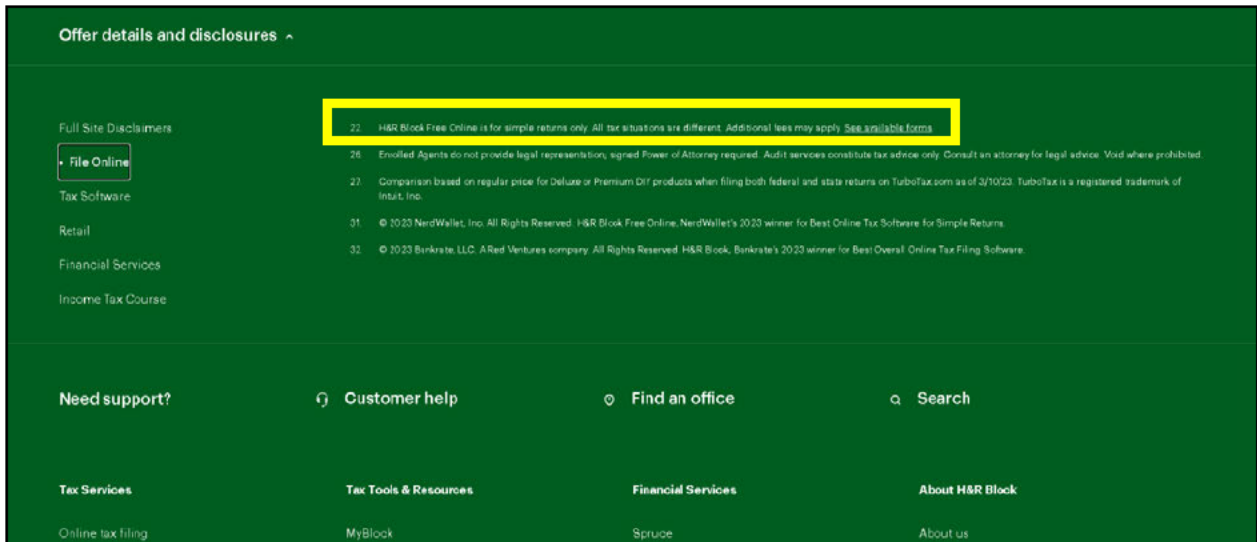 Offer details and disclosures
Full Site Disclaimers
• File Online
Tax Software
Retail
Financial Services
Income Tax Course
22. H&R Block Free Online is for simple returns only. All tax situations are different. Additional fees may apply. See available forms
26. Enrolled Agents do not provide legal representation; signed Power of Attorney required. Audit services constitute tax advice only. Consult an attorney for legal advice. Void where prohibited.
27. Comparison based on regular price for Deluxe or Premium DIY products when filing both federal and state returns on TurboTax.com as of 3/10/23. TurboTax is a registered trademark of
Intuit, Inc.
31. © 2023 NerdWallet, Inc. All Rights Reserved. H&R Block Free Online, NerdWallet's 2023 winner for Best Online Tax Software for Simple Returns.
32. © 2023 Bankrate, LLC. A Red Ventures company. All Rights Reserved. H&R Block, Bankrate's 2023 winner for Best Overall Online Tax Filing Software.
Need support?
Customer help
Find an office
Search
Tax Services
Tax Tools & Resources
Financial Services
About H&R Block
Online tax filing
MyBlock
Spruce
About us